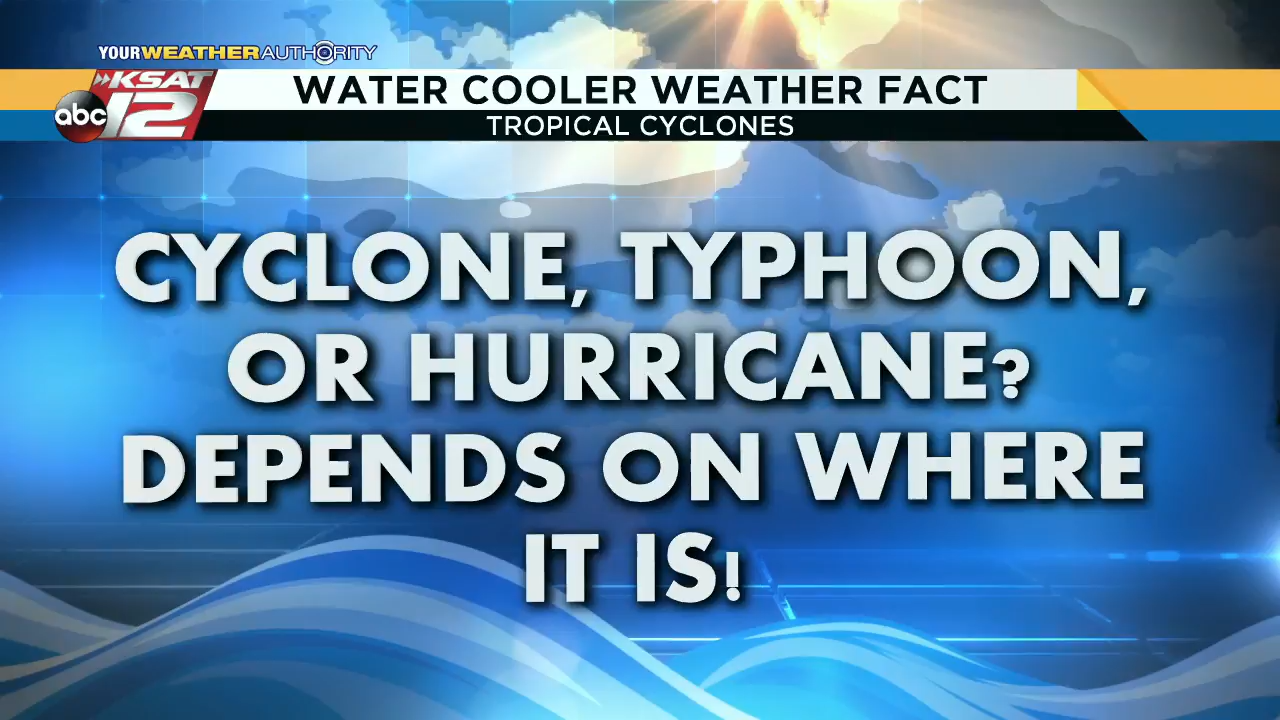 YOURWEATHERAUTHORITY
KSAT
abc 12
WATER COOLER WEATHER FACT
TROPICAL CYCLONES
CYCLONE, TYPHOON,
OR HURRICANE?
DEPENDS ON WHERE
IT IS!